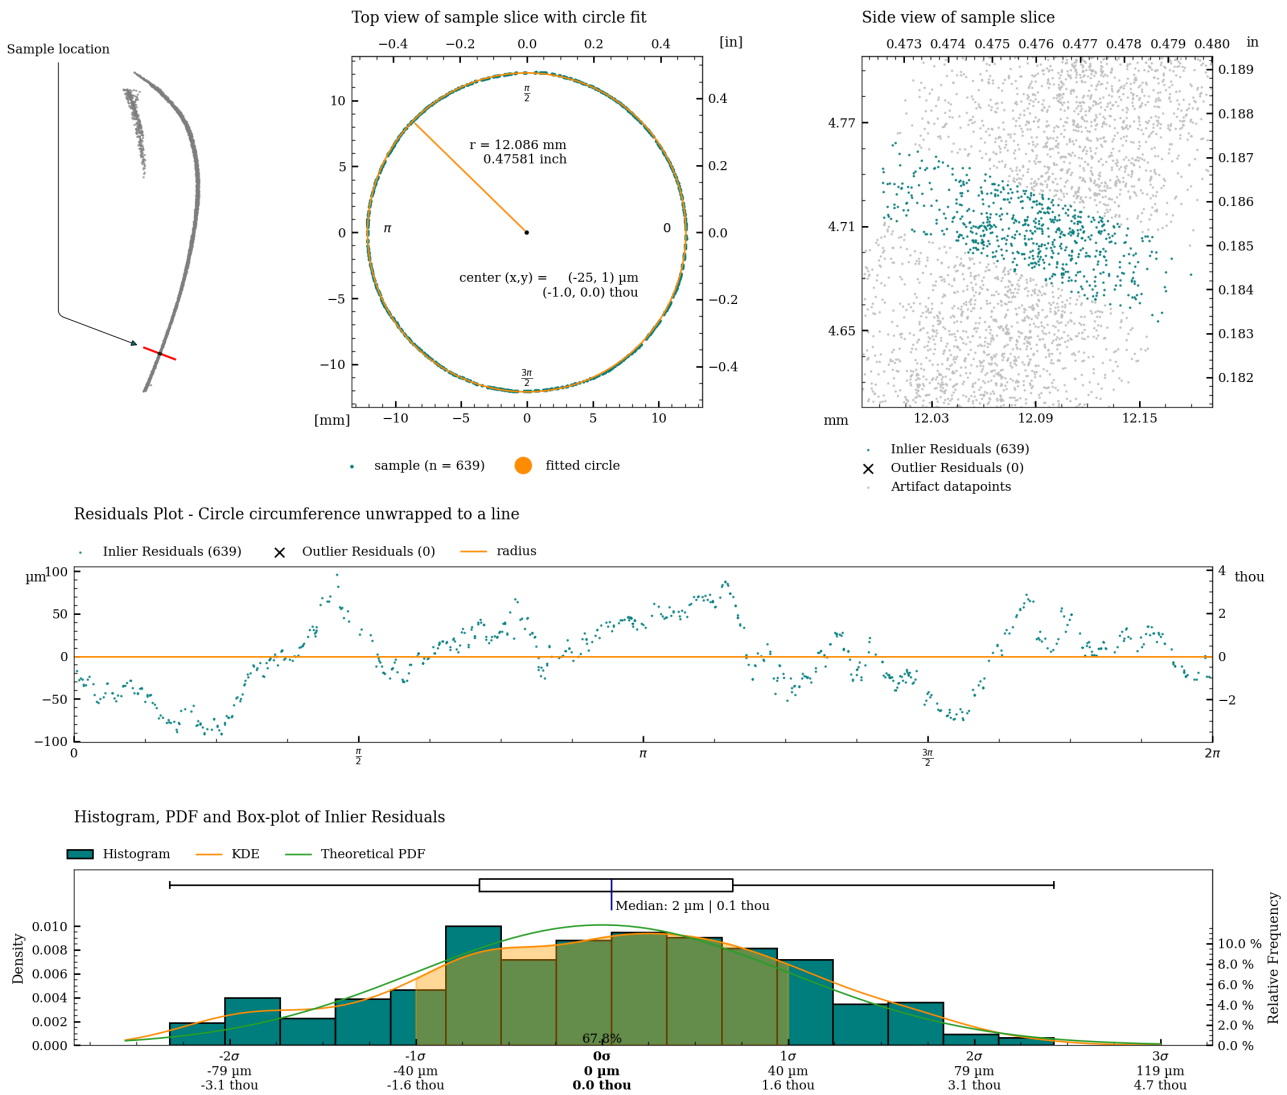 Sample location
Top view of sample slice with circle fit
−0.4 −0.2 0.0 0.2 0.4 [in]
10
5
0
−5
−10
0.4
0.2
0.0
−0.2
−0.4
π/2
r = 12.086 mm
0.47581 inch
π
0
center (x,y) = (-25, 1) µm
(-1.0, 0.0) thou
3π/2
[mm] −10 −5 0 5 10
sample (n = 639) fitted circle
Side view of sample slice
0.473 0.474 0.475 0.476 0.477 0.478 0.479 0.480 in
4.77
4.71
4.65
0.189
0.188
0.187
0.186
0.185
0.184
0.183
0.182
mm 12.03 12.09 12.15
Inlier Residuals (639)
Outlier Residuals (0)
Artifact datapoints
Residuals Plot - Circle circumference unwrapped to a line
Inlier Residuals (639) Outlier Residuals (0) radius
µm
100
50
0
−50
−100
thou
4
2
0
−2
0 π/2 π 3π/2 2π
Histogram, PDF and Box-plot of Inlier Residuals
Histogram KDE Theoretical PDF
Median: 2 µm | 0.1 thou
Density
0.010
0.008
0.006
0.004
0.002
0.000
Relative Frequency
10.0 %
8.0 %
6.0 %
4.0 %
2.0 %
0.0 %
67.8%
-2σ -1σ 0σ 1σ 2σ 3σ
-79 µm -40 µm 0 µm 40 µm 79 µm 119 µm
-3.1 thou -1.6 thou 0.0 thou 1.6 thou 3.1 thou 4.7 thou